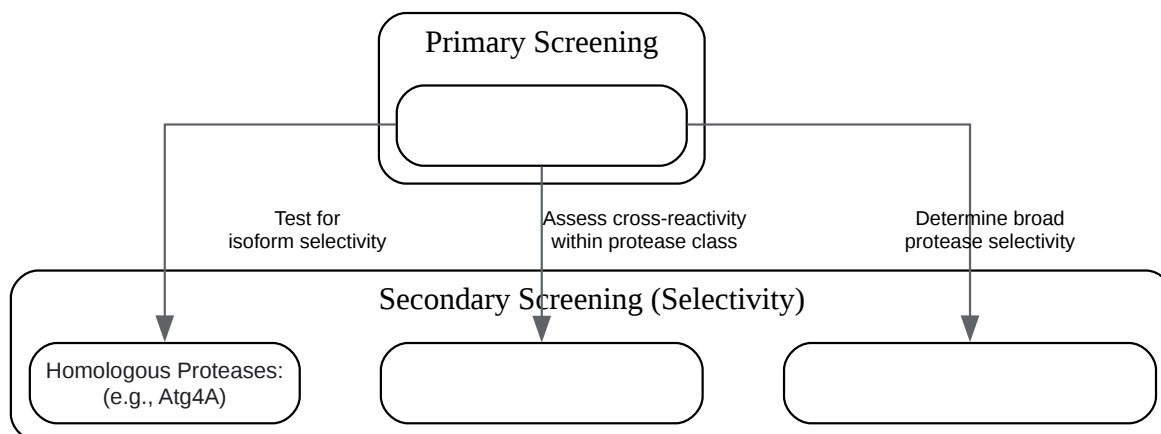 Primary Screening
Test for
isoform selectivity
Assess cross-reactivity
within protease class
Determine broad
protease selectivity
Secondary Screening (Selectivity)
Homologous Proteases:
(e.g., Atg4A)